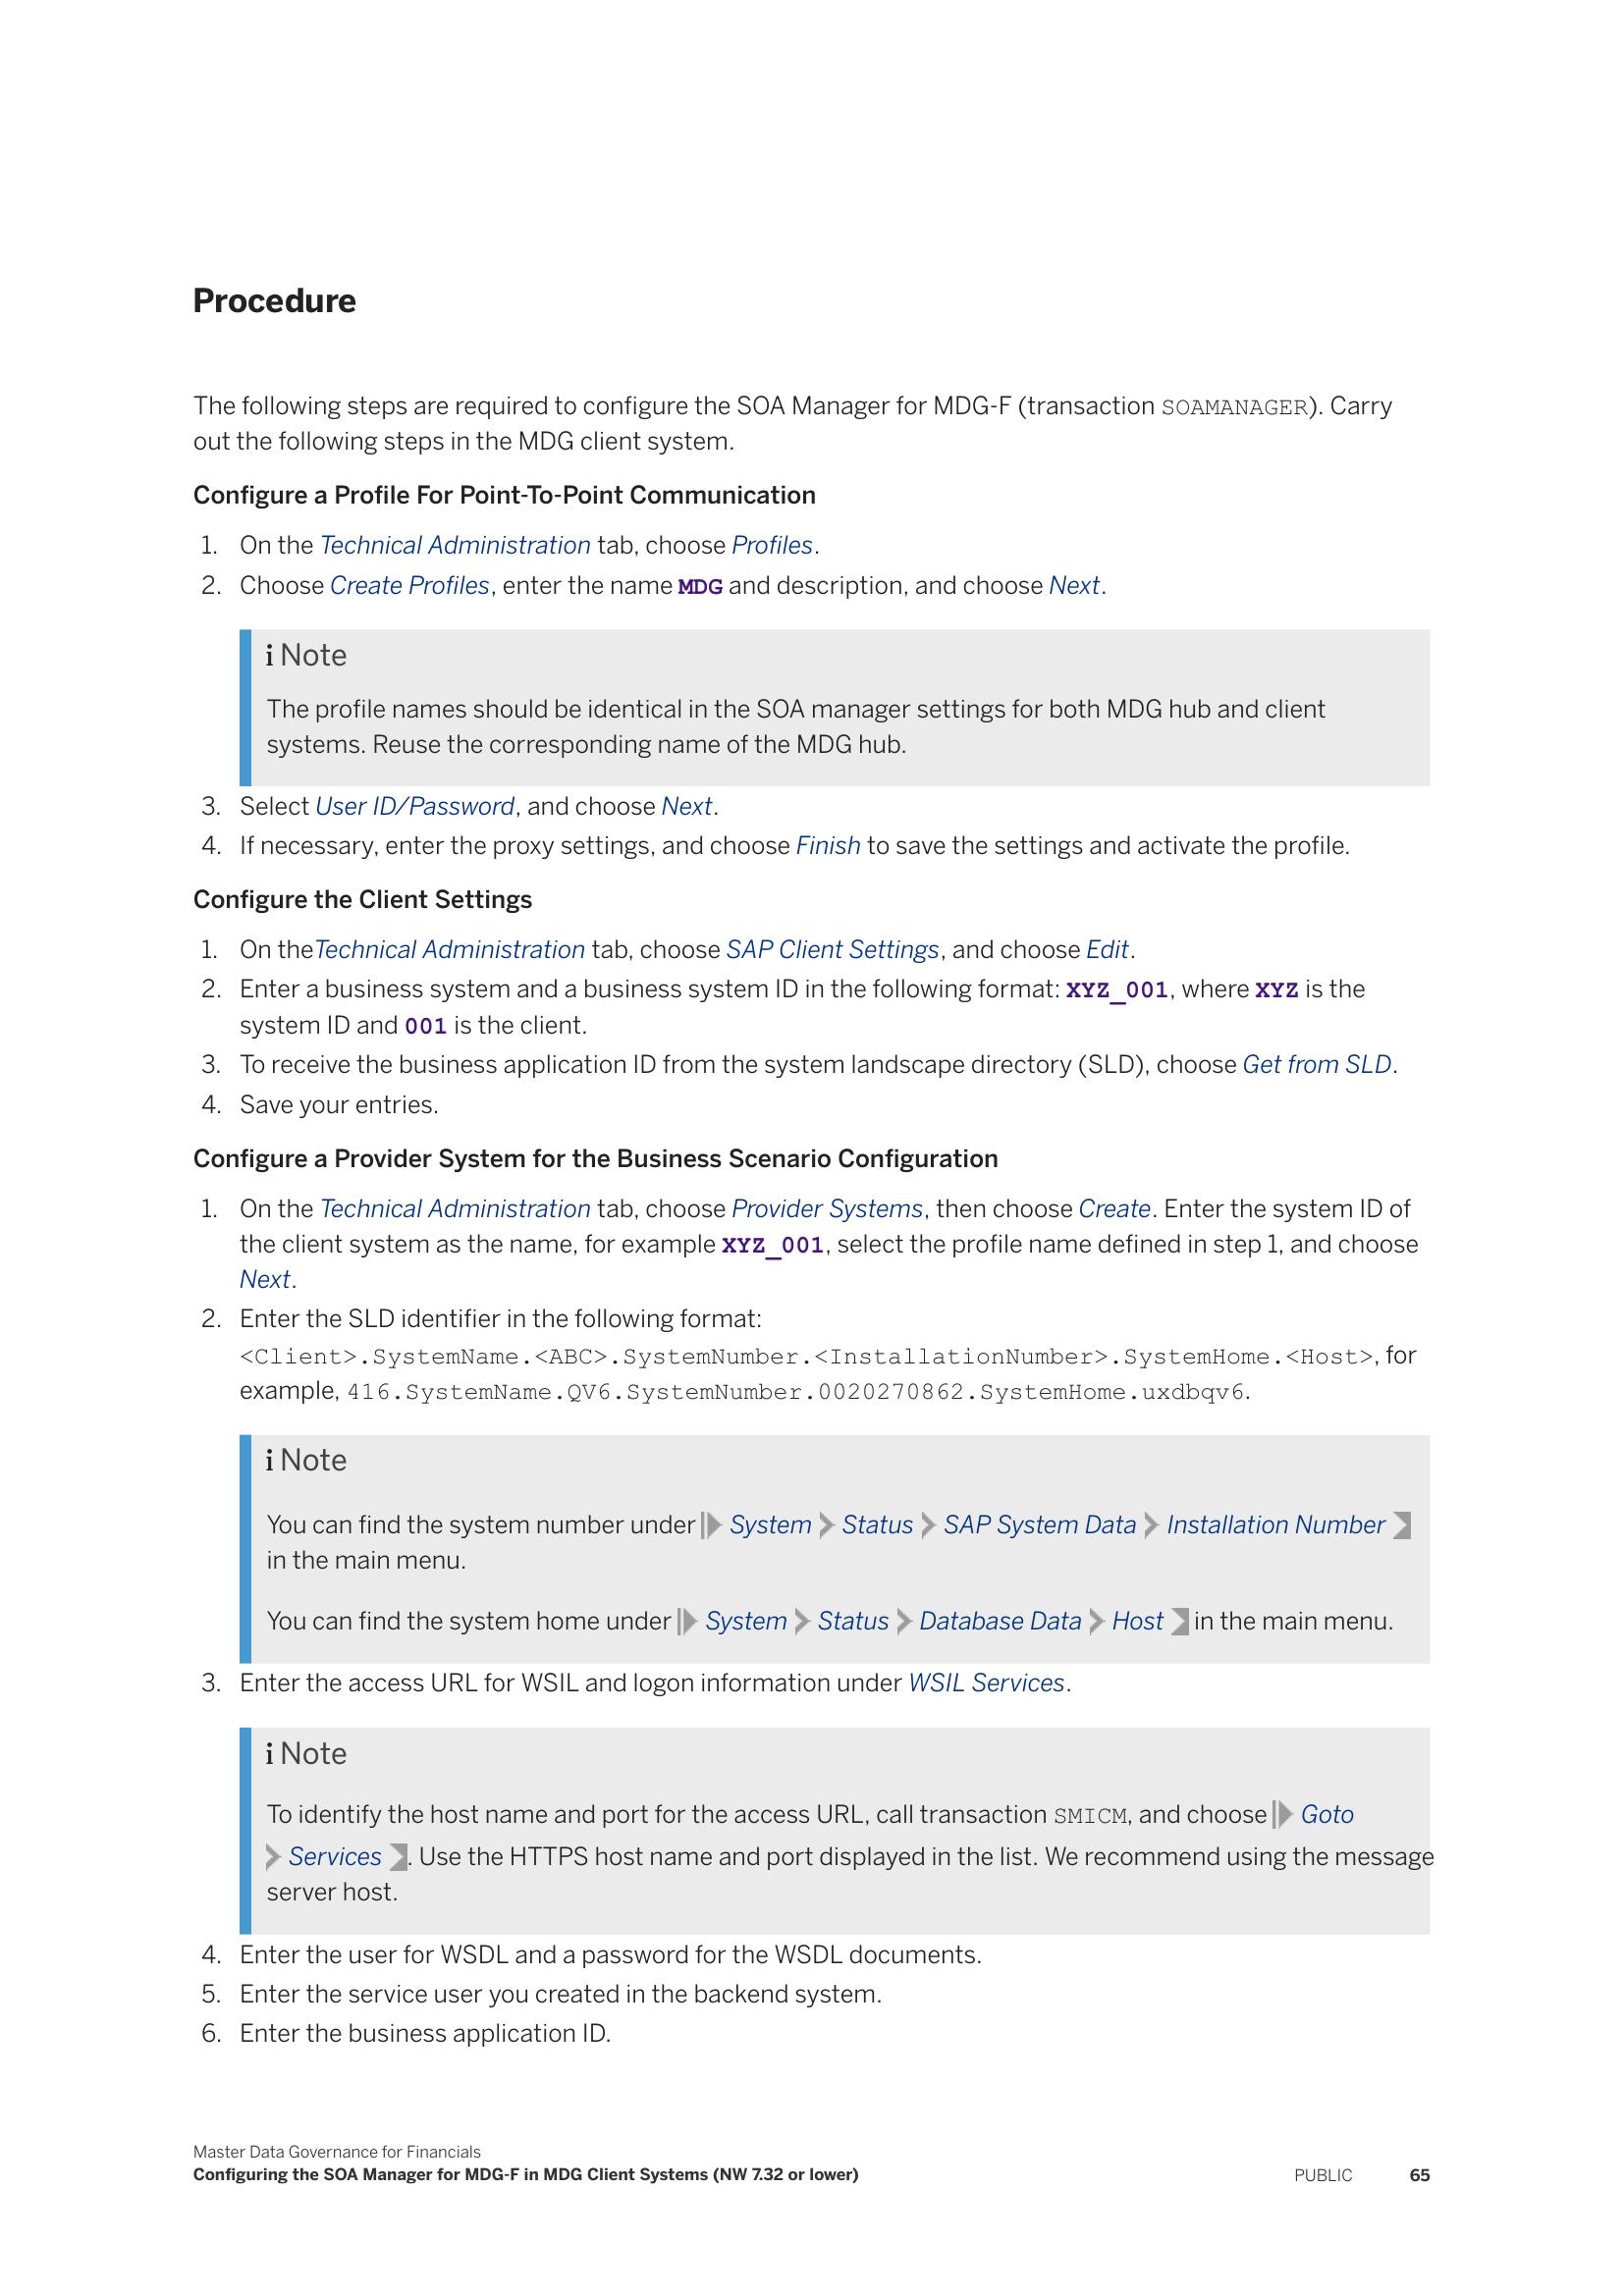 Procedure
The following steps are required to configure the SOA Manager for MDG-F (transaction SOAMANAGER). Carry
out the following steps in the MDG client system.
Configure a Profile For Point-To-Point Communication
1. On the Technical Administration tab, choose Profiles.
2. Choose Create Profiles, enter the name MDG and description, and choose Next.
i Note
The profile names should be identical in the SOA manager settings for both MDG hub and client
systems. Reuse the corresponding name of the MDG hub.
3. Select User ID/Password, and choose Next.
4. If necessary, enter the proxy settings, and choose Finish to save the settings and activate the profile.
Configure the Client Settings
1. On theTechnical Administration tab, choose SAP Client Settings, and choose Edit.
2. Enter a business system and a business system ID in the following format: XYZ_001, where XYZ is the
system ID and 001 is the client.
3. To receive the business application ID from the system landscape directory (SLD), choose Get from SLD.
4. Save your entries.
Configure a Provider System for the Business Scenario Configuration
1. On the Technical Administration tab, choose Provider Systems, then choose Create. Enter the system ID of
the client system as the name, for example XYZ_001, select the profile name defined in step 1, and choose
Next.
2. Enter the SLD identifier in the following format:
<Client>.SystemName.<ABC>.SystemNumber.<InstallationNumber>.SystemHome.<Host>, for
example, 416.SystemName.QV6.SystemNumber.0020270862.SystemHome.uxdbqv6.
i Note
You can find the system number under System Status SAP System Data Installation Number
in the main menu.
You can find the system home under System Status Database Data Host in the main menu.
3. Enter the access URL for WSIL and logon information under WSIL Services.
i Note
To identify the host name and port for the access URL, call transaction SMICM, and choose Goto
Services . Use the HTTPS host name and port displayed in the list. We recommend using the message
server host.
4. Enter the user for WSDL and a password for the WSDL documents.
5. Enter the service user you created in the backend system.
6. Enter the business application ID.
Master Data Governance for Financials
Configuring the SOA Manager for MDG-F in MDG Client Systems (NW 7.32 or lower) PUBLIC 65